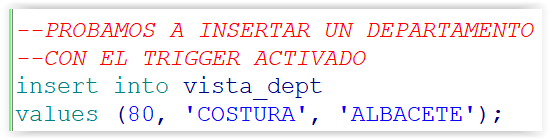 --PROBAMOS A INSERTAR UN DEPARTAMENTO
--CON EL TRIGGER ACTIVADO
insert into vista_dept
values (80, 'COSTURA', 'ALBACETE');